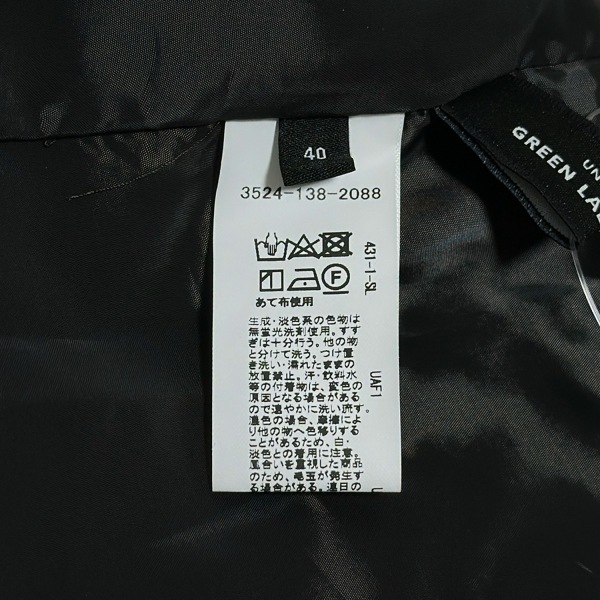 40
3524-138-2088
431-1-SL
F
あて布使用
生成・淡色系の色物は
無蛍光洗剤使用。すす
ぎは十分行う。他の物
と分けて洗う。つけ置
き洗い・濡れたままの
放置禁止。汗・飲料水
等の付着物は、変色の
原因となる場合がある
ので速やかに洗い流す。
濃色の場合、摩擦によ
り他の物へ色移りする
ことがあるため、白・
淡色との着用に注意。
風合いを重視した商品
のため、毛玉が発生す
る場合がある。連日の
UAF1
UN
GREEN LA